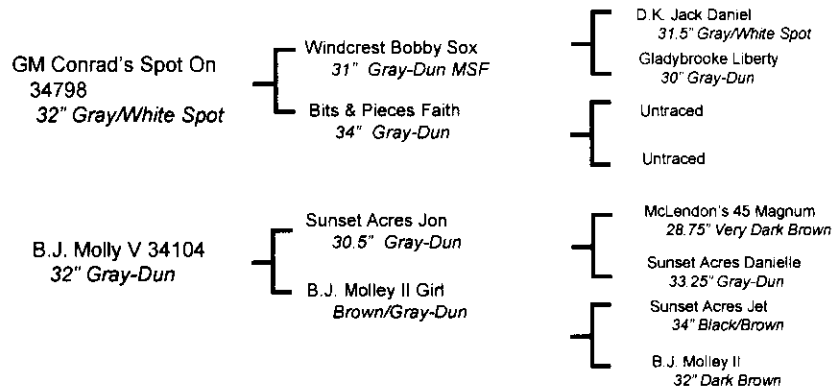 GM Conrad's Spot On
34798
32" Gray/White Spot
Windcrest Bobby Sox
31" Gray-Dun MSF
Bits & Pieces Faith
34" Gray-Dun
D.K. Jack Daniel
31.5" Gray/White Spot
Gladybrooke Liberty
30" Gray-Dun
Untraced
Untraced
B.J. Molly V 34104
32" Gray-Dun
Sunset Acres Jon
30.5" Gray-Dun
B.J. Molley II Girl
Brown/Gray-Dun
McLendon's 45 Magnum
28.75" Very Dark Brown
Sunset Acres Danielle
33.25" Gray-Dun
Sunset Acres Jet
34" Black/Brown
B.J. Molley II
32" Dark Brown